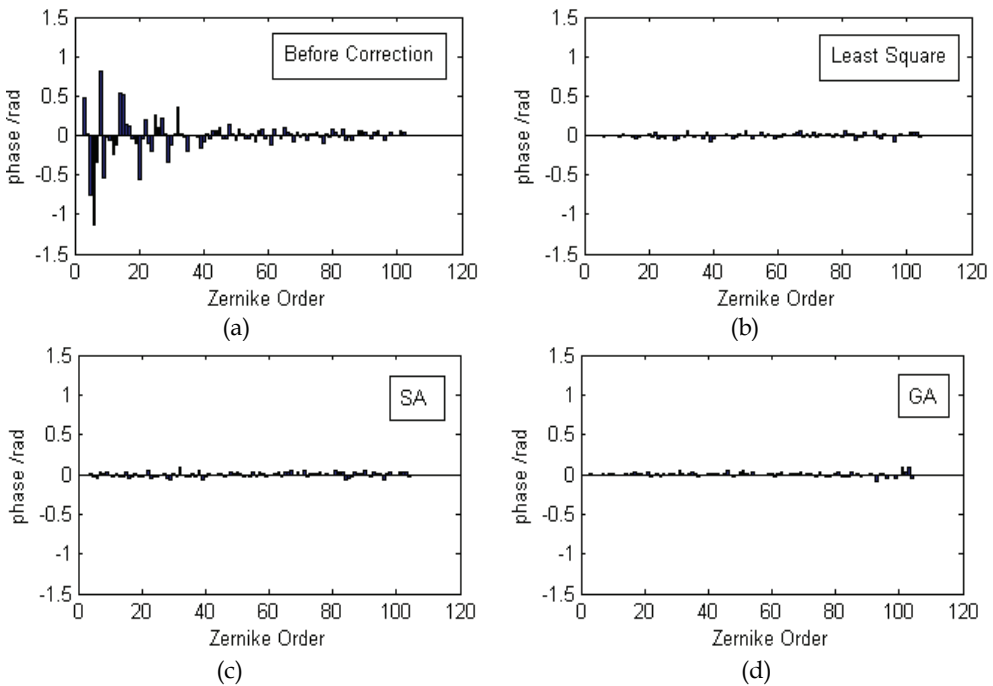 1.5
1
0.5
0
-0.5
-1
-1.5
phase /rad
Before Correction
0 20 40 60 80 100 120
Zernike Order
(a)
1.5
1
0.5
0
-0.5
-1
-1.5
phase /rad
Least Square
0 20 40 60 80 100 120
Zernike Order
(b)
1.5
1
0.5
0
-0.5
-1
-1.5
phase /rad
SA
0 20 40 60 80 100 120
Zernike Order
(c)
1.5
1
0.5
0
-0.5
-1
-1.5
phase /rad
GA
0 20 40 60 80 100 120
Zernike Order
(d)